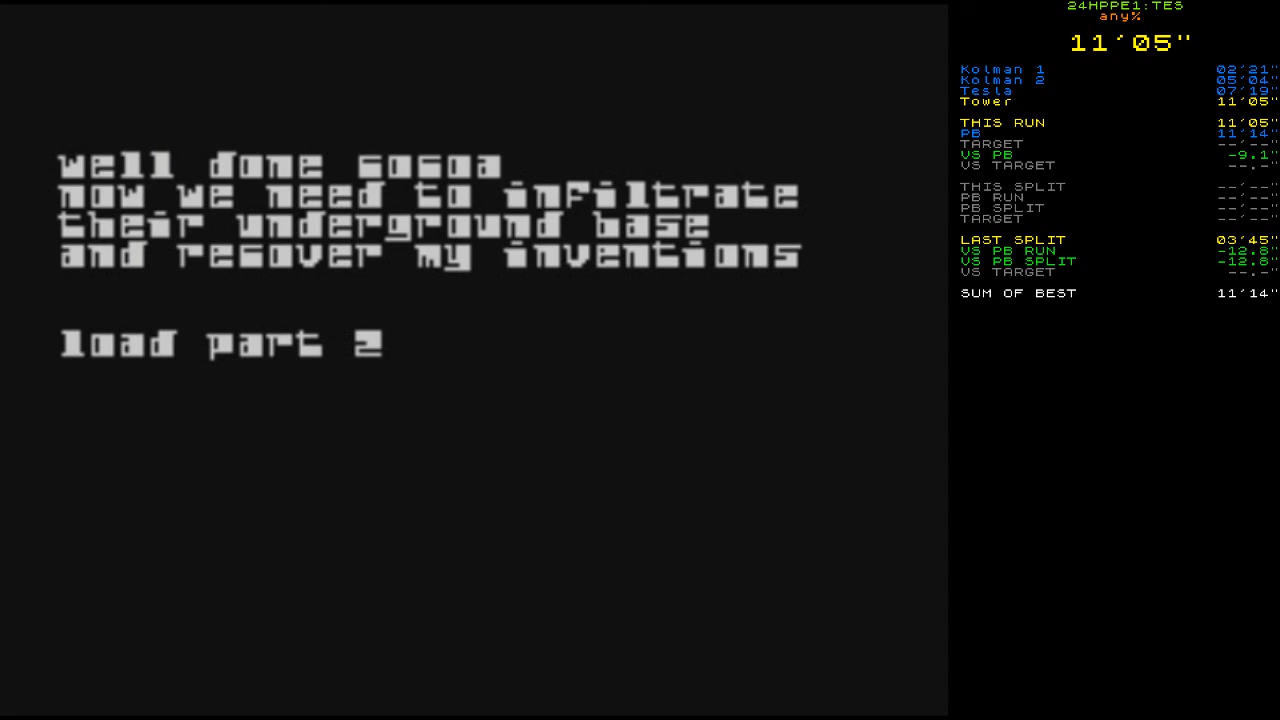 well done cocoa
now we need to infiltrate
their underground base
and recover my inventions
load part 2
24HPPE1:TES
any%
11'05"
Kolman 1 02'21"
Kolman 2 05'04"
Tesla 07'19"
Tower 11'05"
THIS RUN 11'05"
PB 11'14"
TARGET --'--"
VS PB -9.1"
VS TARGET --.-"
THIS SPLIT --'--"
PB RUN --'--"
PB SPLIT --'--"
TARGET --'--"
LAST SPLIT 03'45"
VS PB RUN -12.8"
VS PB SPLIT -12.8"
VS TARGET --.-"
SUM OF BEST 11'14"